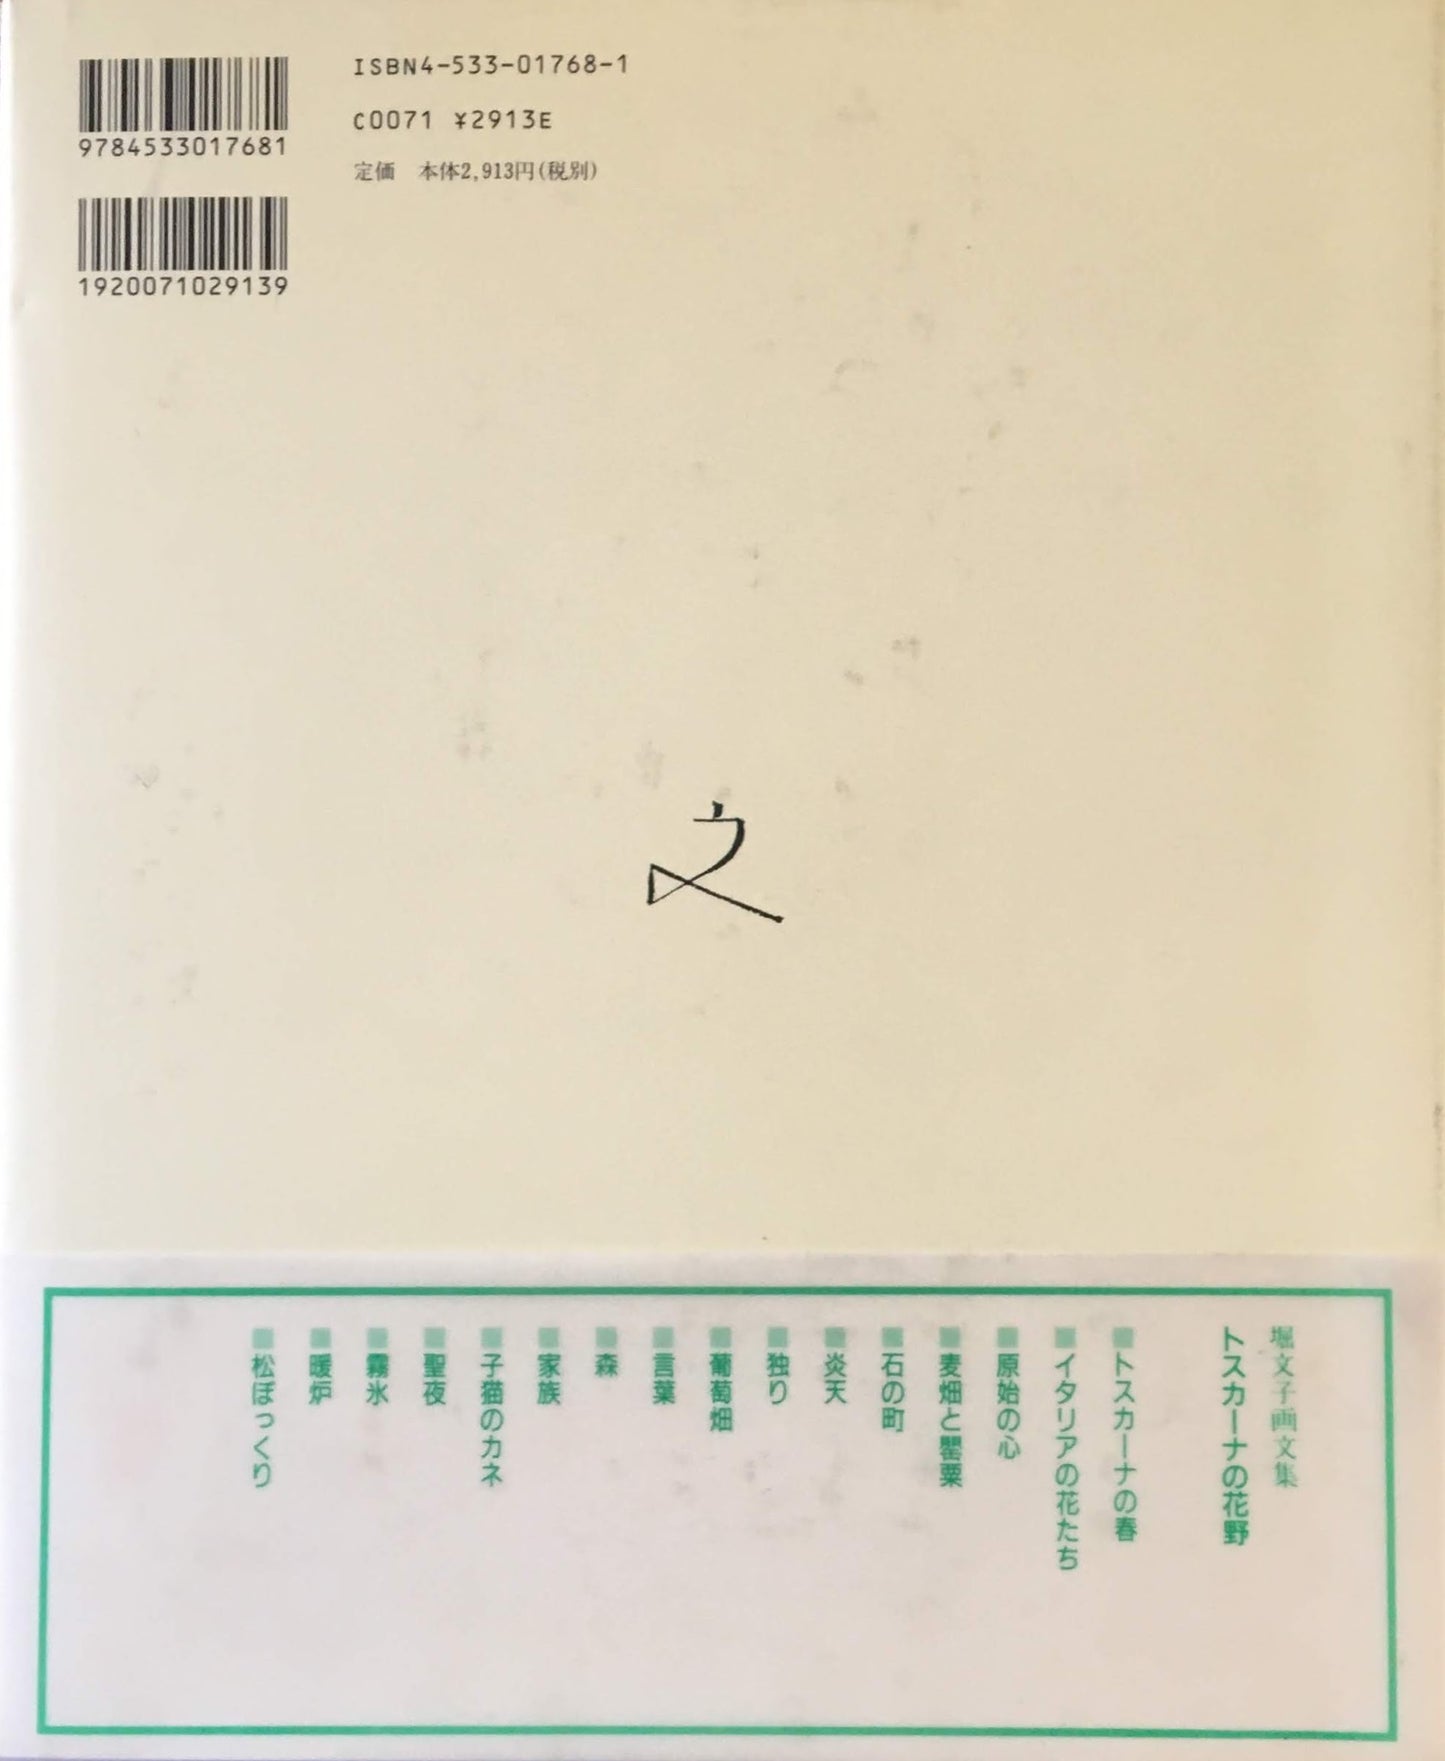 ISBN4-533-01768-1
C0071 ¥2913E
定価 本体2,913円(税別)
9784533017681
1920071029139
文
堀文子画文集
トスカーナの花野
■トスカーナの春
■イタリアの花たち
■原始の心
■麦畑と罌粟
■石の町
■炎天
■独り
■葡萄畑
■言葉
■森
■家族
■子猫のカネ
■聖夜
■霧氷
■暖炉
■松ぼっくり